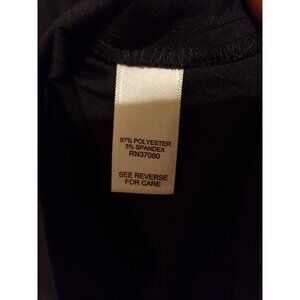 97% POLYESTER
3% SPANDEX
RN37080
SEE REVERSE
FOR CARE